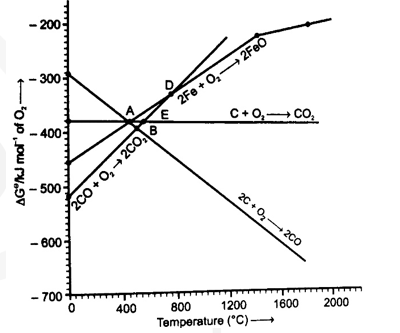 ΔG°/kJ mol⁻¹ of O₂ ⟶
− 200
− 300
− 400
− 500
− 600
− 700
0
400
800
1200
1600
2000
Temperature (°C) ⟶
A
B
D
E
2Fe + O₂ ⟶ 2FeO
C + O₂ ⟶ CO₂
2CO + O₂ → 2CO₂
2C + O₂ ⟶ 2CO